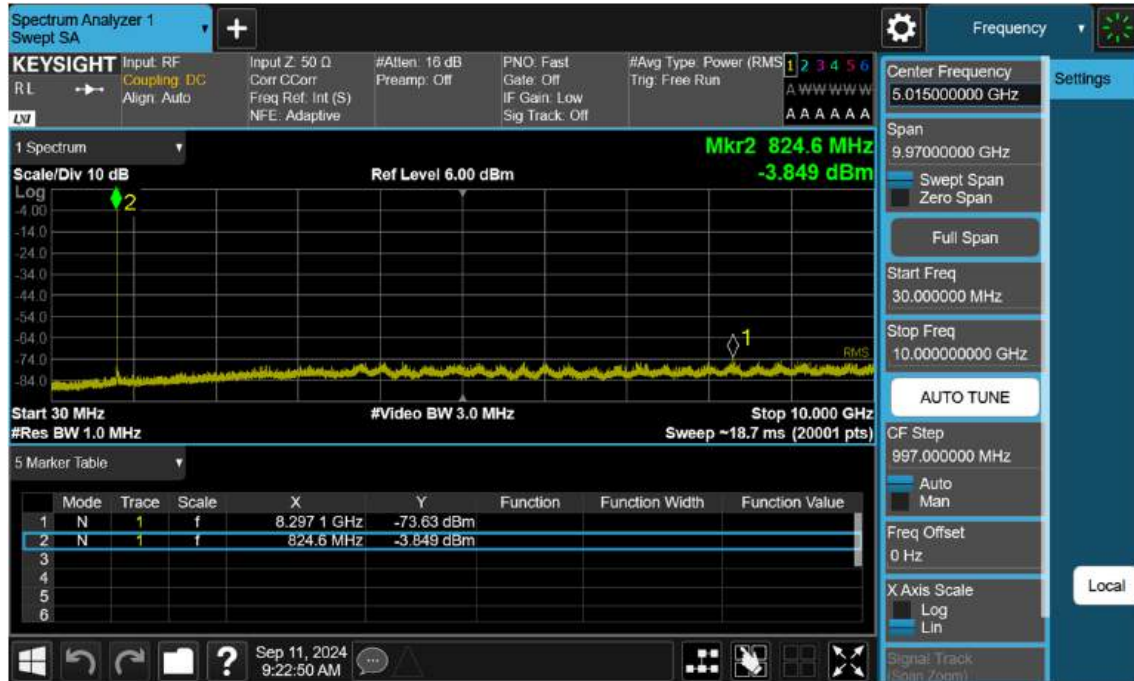 Spectrum Analyzer 1
Swept SA
Frequency
KEYSIGHT
RL
LXI
Input: RF
Coupling: DC
Align: Auto
Input Z: 50 Ω
Corr CCorr
Freq Ref: Int (S)
NFE: Adaptive
#Atten: 16 dB
Preamp: Off
PNO: Fast
Gate: Off
IF Gain: Low
Sig Track: Off
#Avg Type: Power (RMS
Trig: Free Run
1 2 3 4 5 6
A W W W W W
A A A A A A
Center Frequency
5.015000000 GHz
Settings
1 Spectrum
Mkr2 824.6 MHz
Scale/Div 10 dB
Ref Level 6.00 dBm
-3.849 dBm
Log
-4.00
-14.0
-24.0
-34.0
-44.0
-54.0
-64.0
-74.0
-84.0
2
1
RMS
Start 30 MHz
#Video BW 3.0 MHz
Stop 10.000 GHz
#Res BW 1.0 MHz
Sweep ~18.7 ms (20001 pts)
Span
9.97000000 GHz
Swept Span
Zero Span
Full Span
Start Freq
30.000000 MHz
Stop Freq
10.000000000 GHz
AUTO TUNE
CF Step
997.000000 MHz
Auto
Man
Freq Offset
0 Hz
X Axis Scale
Log
Lin
Signal Track
(Span Zoom)
Local
5 Marker Table
Mode Trace Scale X Y Function Function Width Function Value
1 N 1 f 8.297 1 GHz -73.63 dBm
2 N 1 f 824.6 MHz -3.849 dBm
3
4
5
6
?
Sep 11, 2024
9:22:50 AM